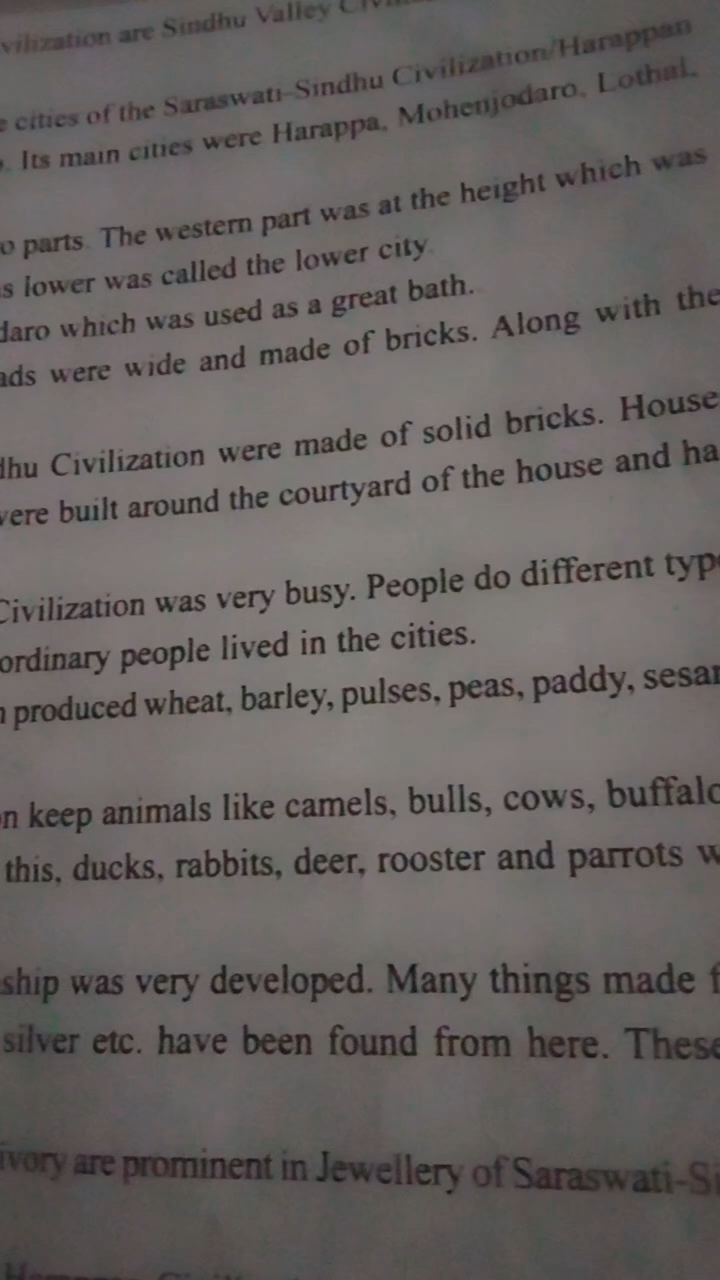 vilization are Sindhu Valley
cities of the Saraswati-Sindhu Civilization/Harappan
. Its main cities were Harappa, Mohenjodaro, Lothal,
o parts. The western part was at the height which was
s lower was called the lower city.
daro which was used as a great bath.
ads were wide and made of bricks. Along with the
dhu Civilization were made of solid bricks. House
vere built around the courtyard of the house and ha
Civilization was very busy. People do different typ
ordinary people lived in the cities.
n produced wheat, barley, pulses, peas, paddy, sesam
on keep animals like camels, bulls, cows, buffalo
this, ducks, rabbits, deer, rooster and parrots w
ship was very developed. Many things made f
silver etc. have been found from here. These
ivory are prominent in Jewellery of Saraswati-Si